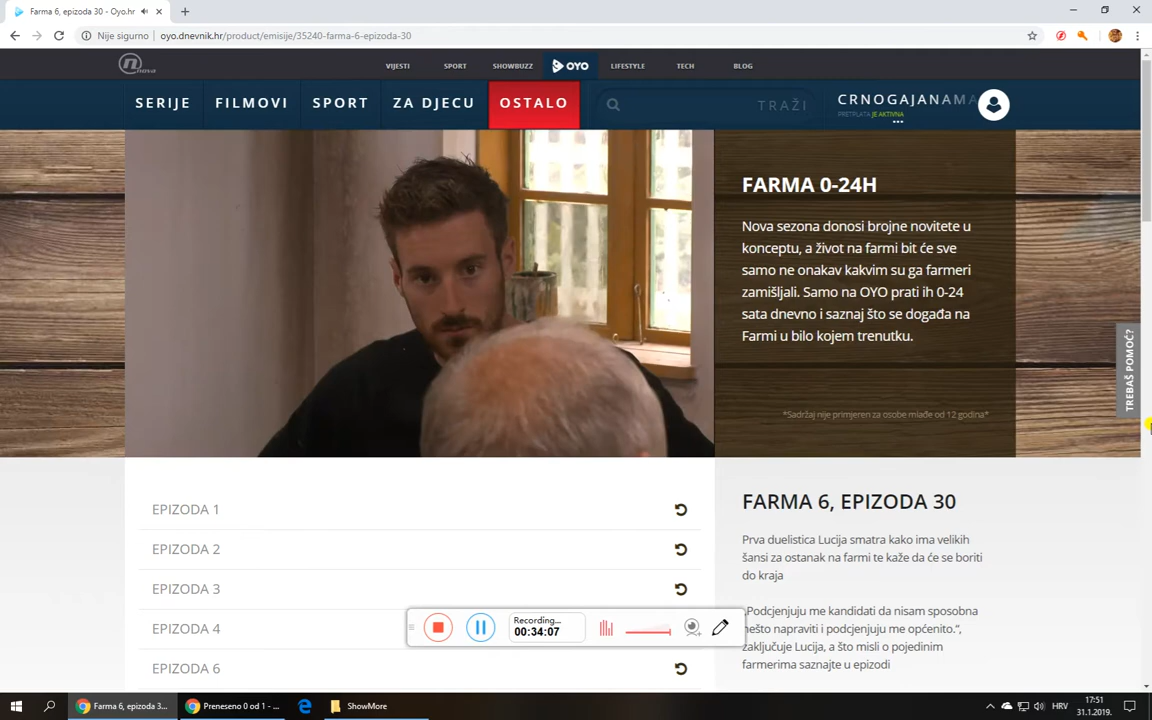 Farma 6, epizoda 30 - Oyo.hr
Nije sigurno
oyo.dnevnik.hr/product/emisije/35240-farma-6-epizoda-30
nova
VIJESTI
SPORT
SHOWBUZZ
OYO
LIFESTYLE
TECH
BLOG
SERIJE
FILMOVI
SPORT
ZA DJECU
OSTALO
TRAŽI
CRNOGAJANAMA
PRETPLATA JE AKTIVNA
FARMA 0-24H
Nova sezona donosi brojne novitete u
konceptu, a život na farmi bit će sve
samo ne onakav kakvim su ga farmeri
zamišljali. Samo na OYO prati ih 0-24
sata dnevno i saznaj što se događa na
Farmi u bilo kojem trenutku.
*Sadržaj nije primjeren za osobe mlađe od 12 godina*
TREBAŠ POMOĆ?
EPIZODA 1
EPIZODA 2
EPIZODA 3
EPIZODA 4
EPIZODA 6
FARMA 6, EPIZODA 30
Prva duelistica Lucija smatra kako ima velikih
šansi za ostanak na farmi te kaže da će se boriti
do kraja
„Podcjenjuju me kandidati da nisam sposobna
nešto napraviti i podcjenjuju me općenito.“,
zaključuje Lucija, a što misli o pojedinim
farmerima saznajte u epizodi
Recording...
00:34:07
Farma 6, epizoda 3...
Preneseno 0 od 1 - ...
ShowMore
HRV
17:51
31.1.2019.